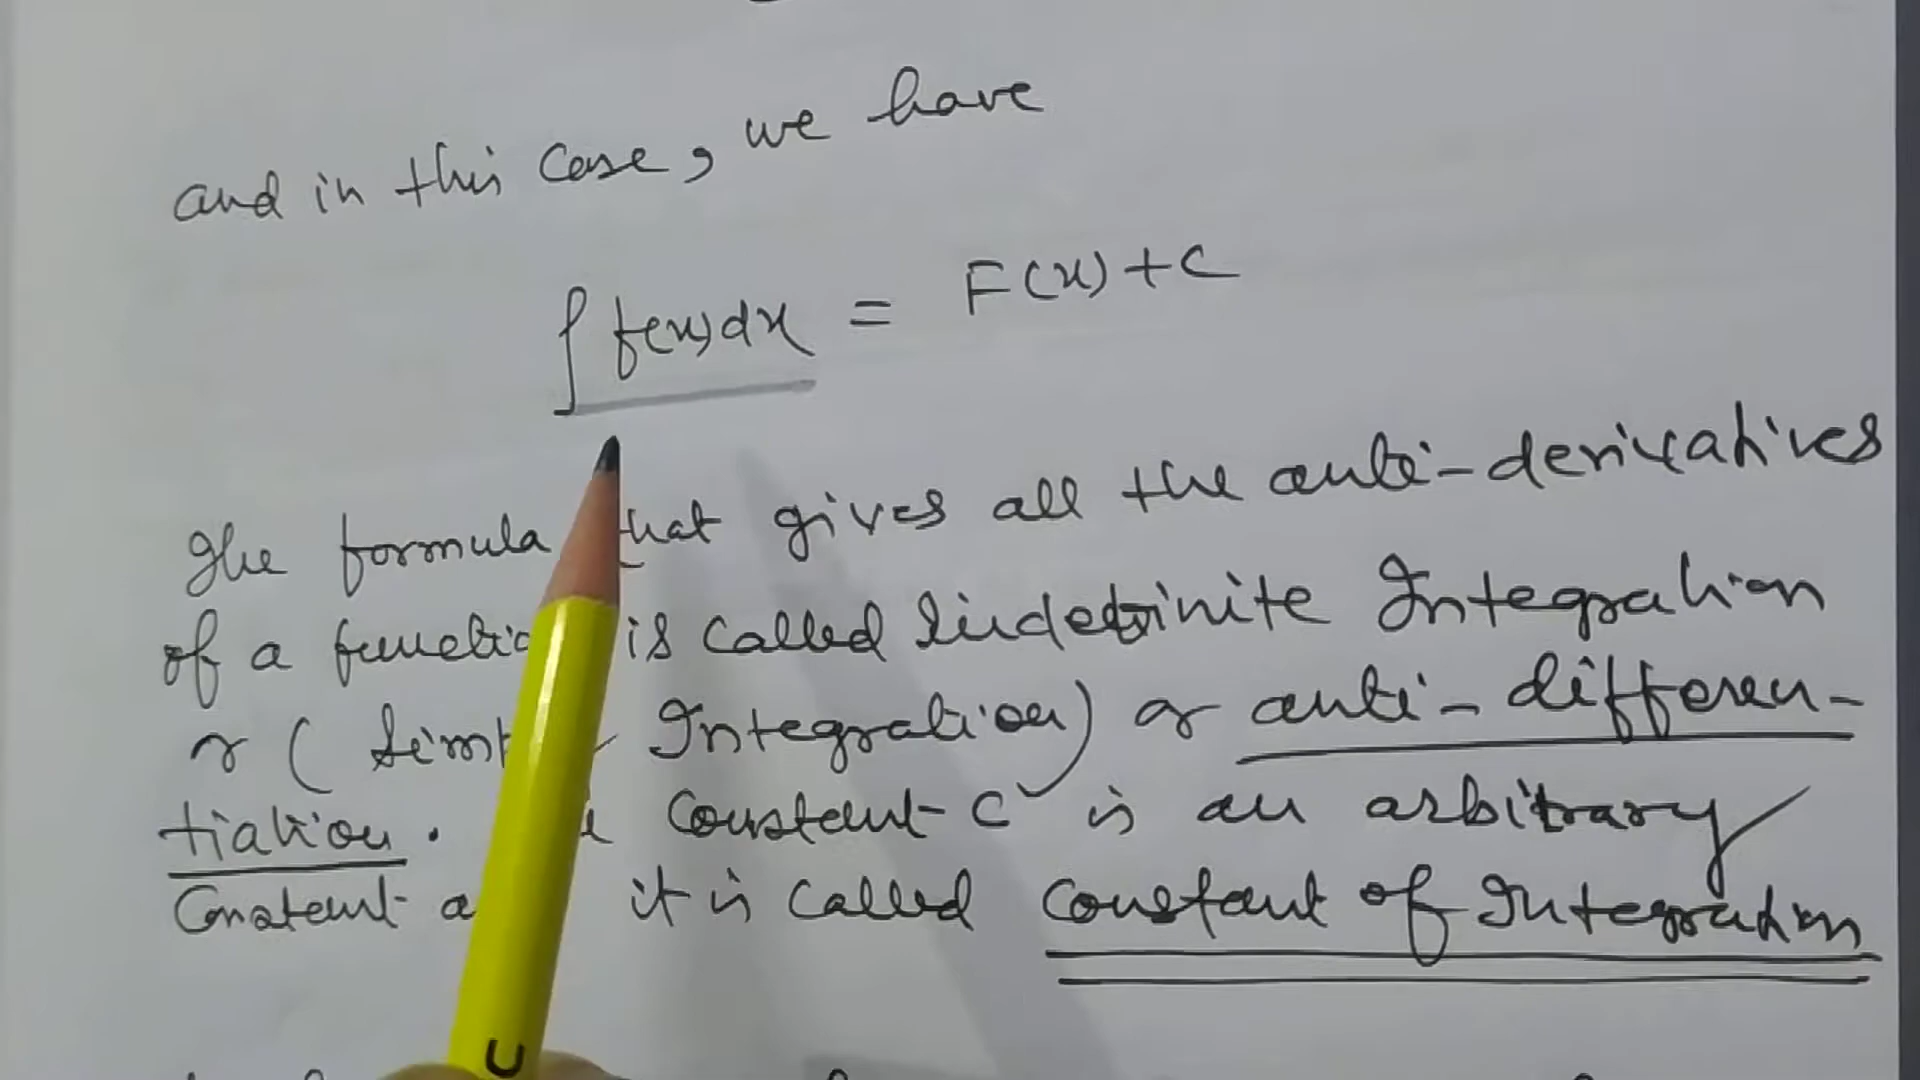 and in this case, we have
∫ f(x)dx = F(x) + C
The formula that gives all the anti-derivatives
of a functio is called Indefinite Integration
or ( Simp Integration) or anti-differen-
tiation. constant C is an arbitrary
Constant a it is called Constant of Integration
U